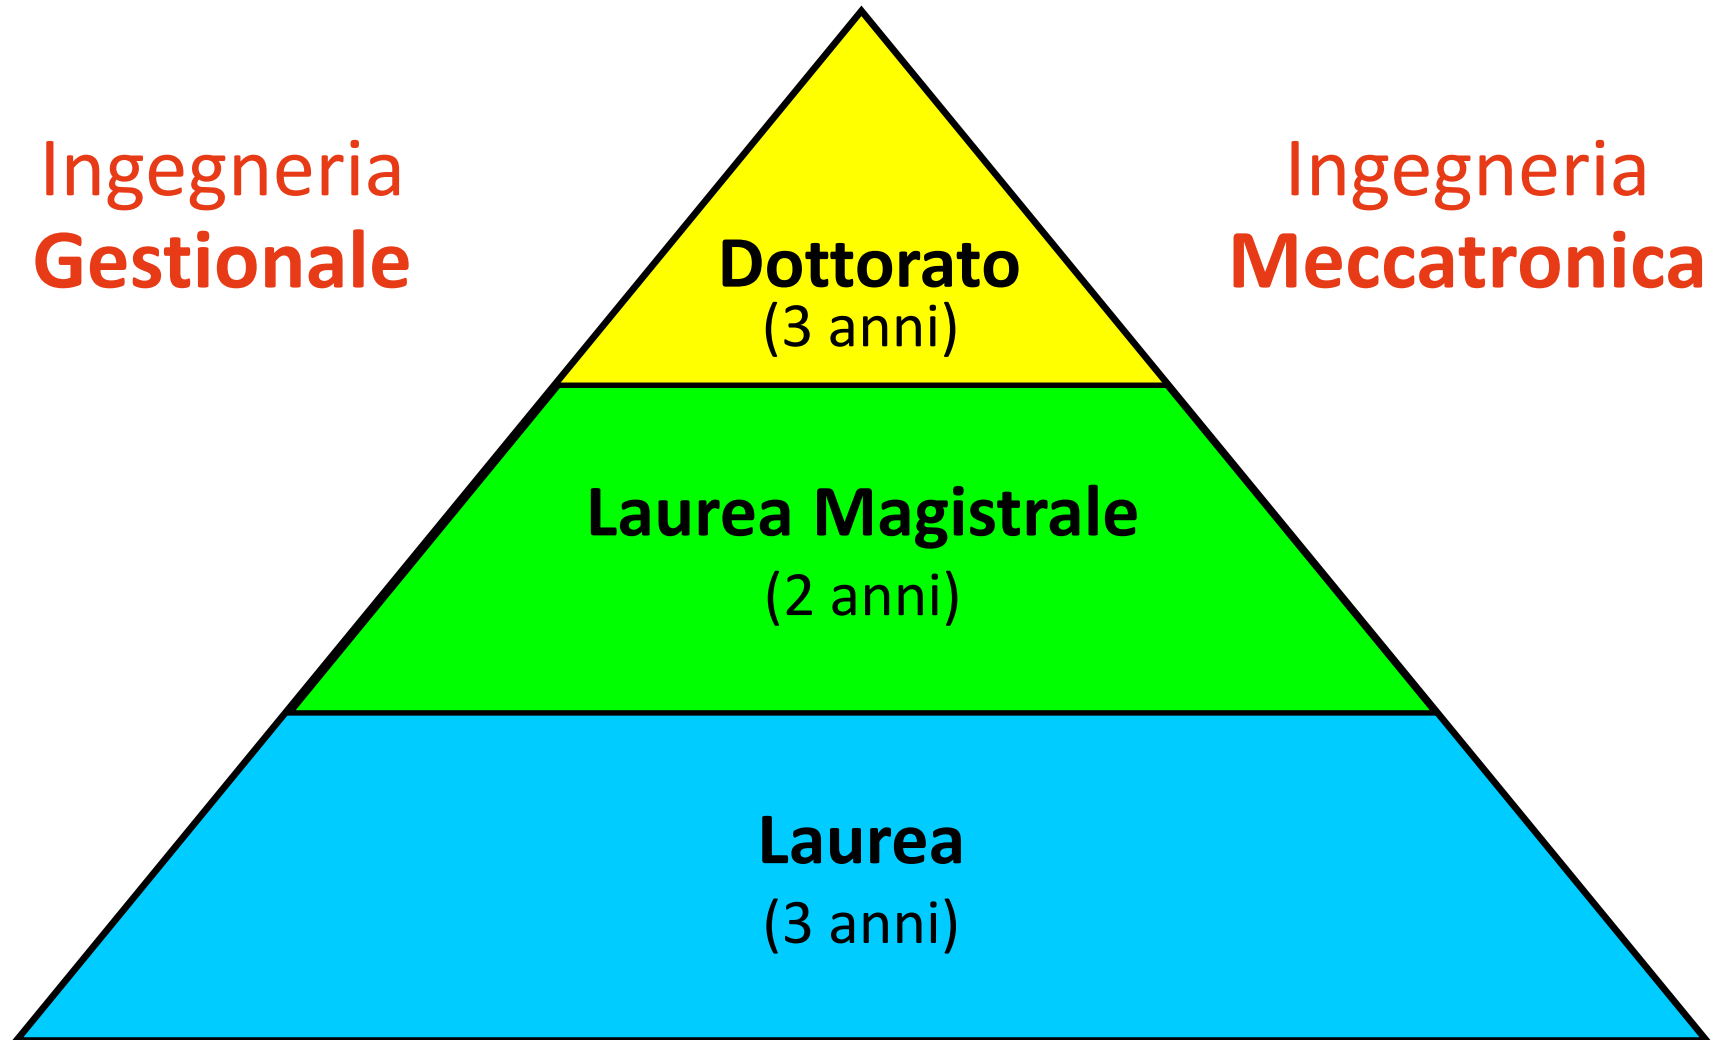 Ingegneria
Gestionale
Ingegneria
Meccatronica
Dottorato
(3 anni)
Laurea Magistrale
(2 anni)
Laurea
(3 anni)